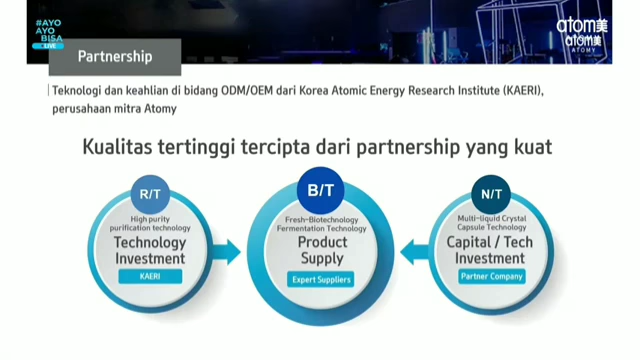 #AYO
AYO
BISA
LIVE
atom美
atom美
ATOMY
Partnership
Teknologi dan keahlian di bidang ODM/OEM dari Korea Atomic Energy Research Institute (KAERI),
perusahaan mitra Atomy
Kualitas tertinggi tercipta dari partnership yang kuat
R/T
High purity
purification technology
Technology
Investment
KAERI
B/T
Fresh-Biotechnology
Fermentation Technology
Product
Supply
Expert Suppliers
N/T
Multi-liquid Crystal
Capsule Technology
Capital / Tech
Investment
Partner Company